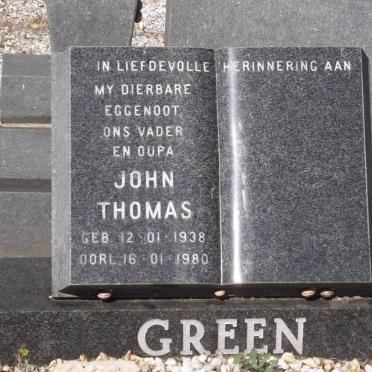 IN LIEFDEVOLLE HERINNERING AAN
MY DIERBARE
EGGENOOT
ONS VADER
EN OUPA
JOHN
THOMAS
GEB. 12·01·1938
OORL. 16·01·1980
GREEN